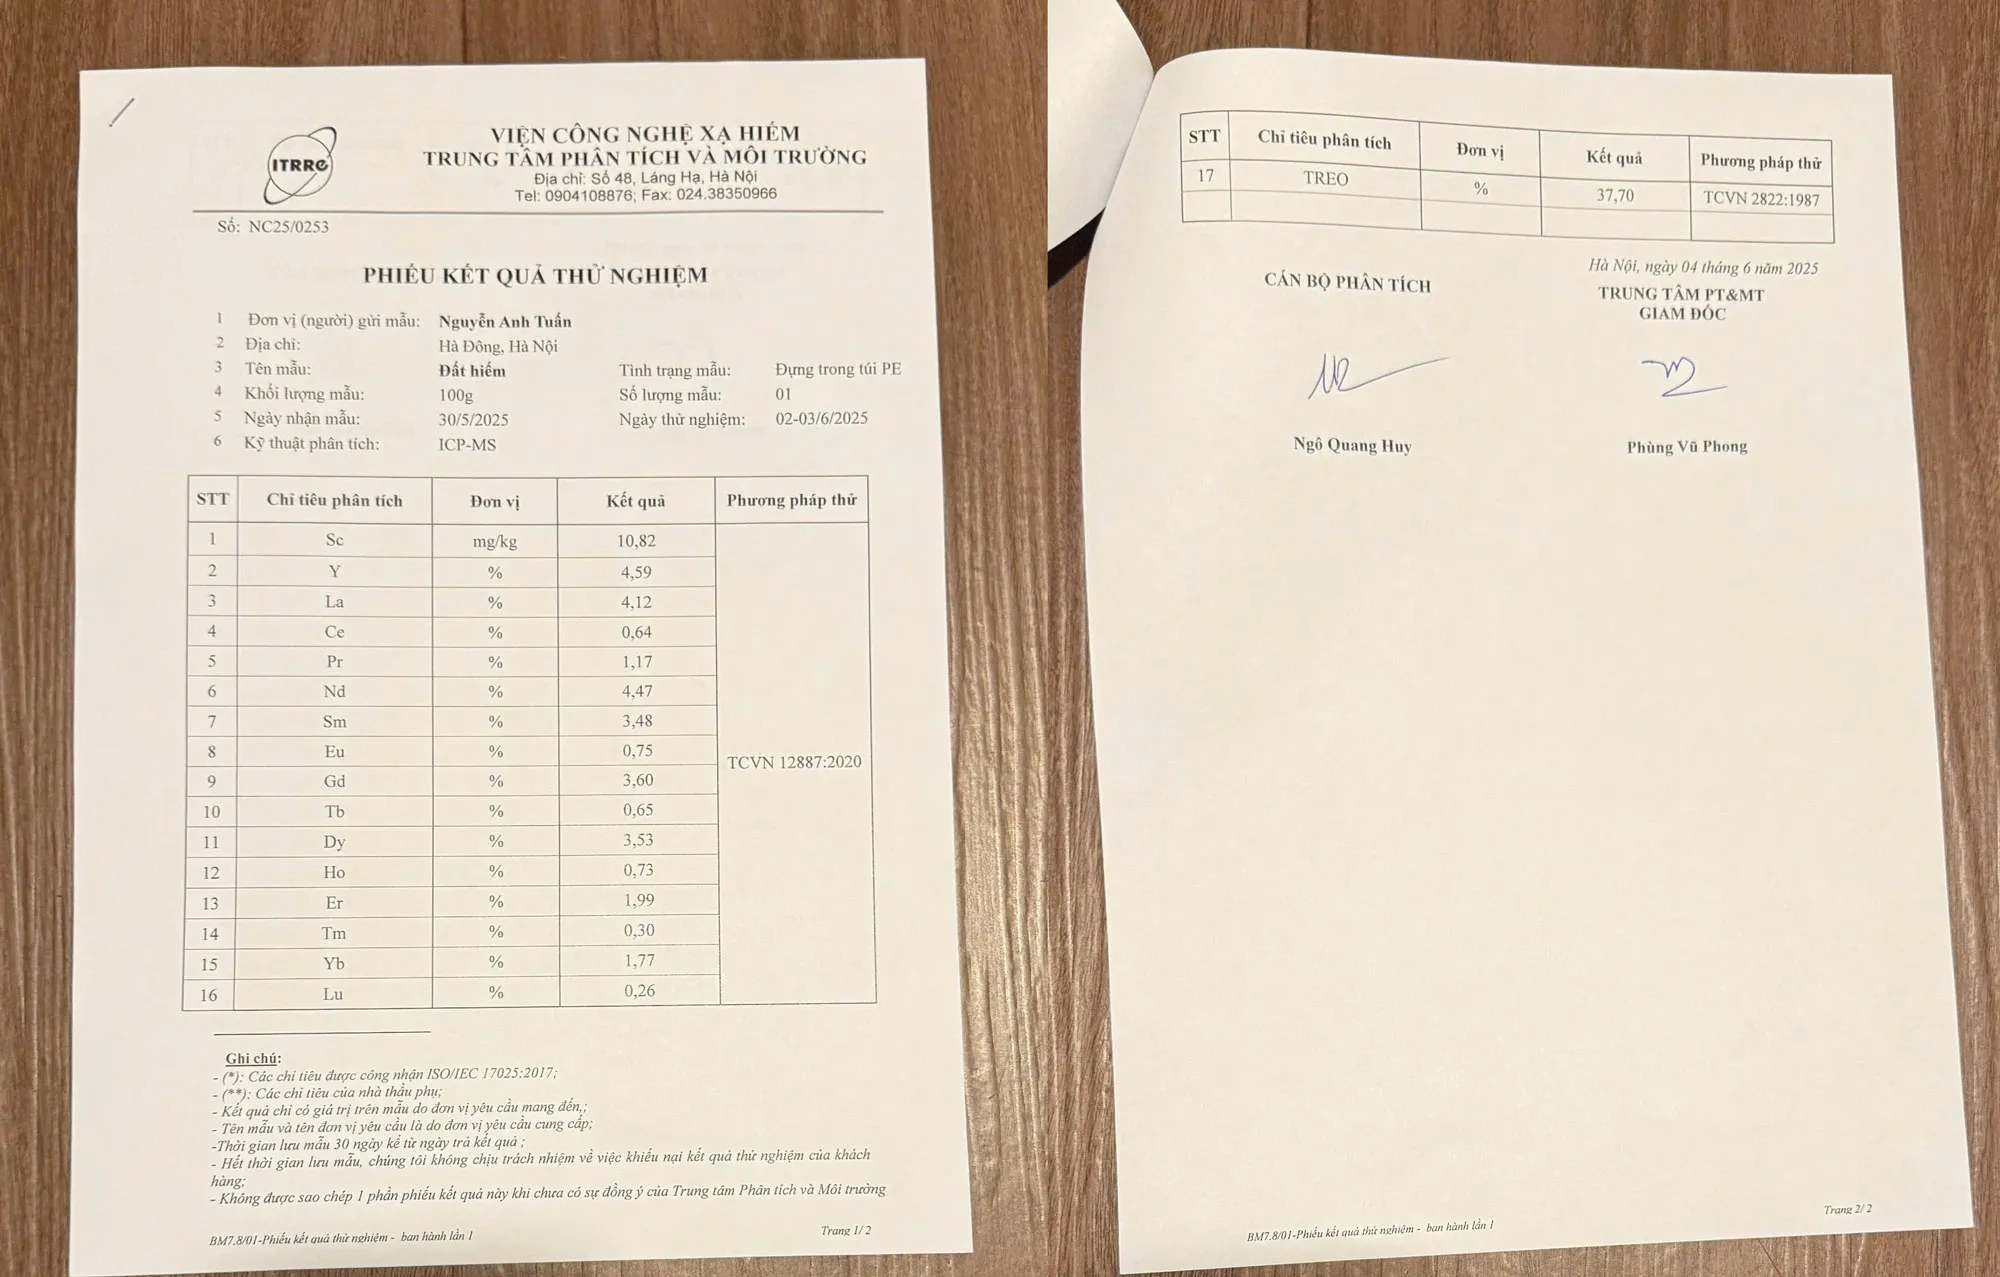 ITRRE
VIỆN CÔNG NGHỆ XẠ HIẾM
TRUNG TÂM PHÂN TÍCH VÀ MÔI TRƯỜNG
Địa chỉ: Số 48, Láng Hạ, Hà Nội
Tel: 0904108876; Fax: 024.38350966
Số: NC25/0253
PHIẾU KẾT QUẢ THỬ NGHIỆM
1 Đơn vị (người) gửi mẫu: Nguyễn Anh Tuấn
2 Địa chỉ: Hà Đông, Hà Nội
3 Tên mẫu: Đất hiếm Tình trạng mẫu: Đựng trong túi PE
4 Khối lượng mẫu: 100g Số lượng mẫu: 01
5 Ngày nhận mẫu: 30/5/2025 Ngày thử nghiệm: 02-03/6/2025
6 Kỹ thuật phân tích: ICP-MS
STT Chỉ tiêu phân tích Đơn vị Kết quả Phương pháp thử
1 Sc mg/kg 10,82
2 Y % 4,59
3 La % 4,12
4 Ce % 0,64
5 Pr % 1,17
6 Nd % 4,47
7 Sm % 3,48
8 Eu % 0,75
TCVN 12887:2020
9 Gd % 3,60
10 Tb % 0,65
11 Dy % 3,53
12 Ho % 0,73
13 Er % 1,99
14 Tm % 0,30
15 Yb % 1,77
16 Lu % 0,26
Ghi chú:
- (*): Các chỉ tiêu được công nhận ISO/IEC 17025:2017;
- (**): Các chỉ tiêu của nhà thầu phụ;
- Kết quả chỉ có giá trị trên mẫu do đơn vị yêu cầu mang đến,;
- Tên mẫu và tên đơn vị yêu cầu là do đơn vị yêu cầu cung cấp;
-Thời gian lưu mẫu 30 ngày kể từ ngày trả kết quả ;
- Hết thời gian lưu mẫu, chúng tôi không chịu trách nhiệm về việc khiếu nại kết quả thử nghiệm của khách
hàng;
- Không được sao chép 1 phần phiếu kết quả này khi chưa có sự đồng ý của Trung tâm Phân tích và Môi trường
BM7.8/01-Phiếu kết quả thử nghiệm - ban hành lần 1 Trang 1/ 2
STT Chỉ tiêu phân tích Đơn vị Kết quả Phương pháp thử
17 TREO % 37,70 TCVN 2822:1987
Hà Nội, ngày 04 tháng 6 năm 2025
CÁN BỘ PHÂN TÍCH TRUNG TÂM PT&MT
GIÁM ĐỐC
Ngô Quang Huy Phùng Vũ Phong
BM7.8/01-Phiếu kết quả thử nghiệm - ban hành lần 1 Trang 2/ 2